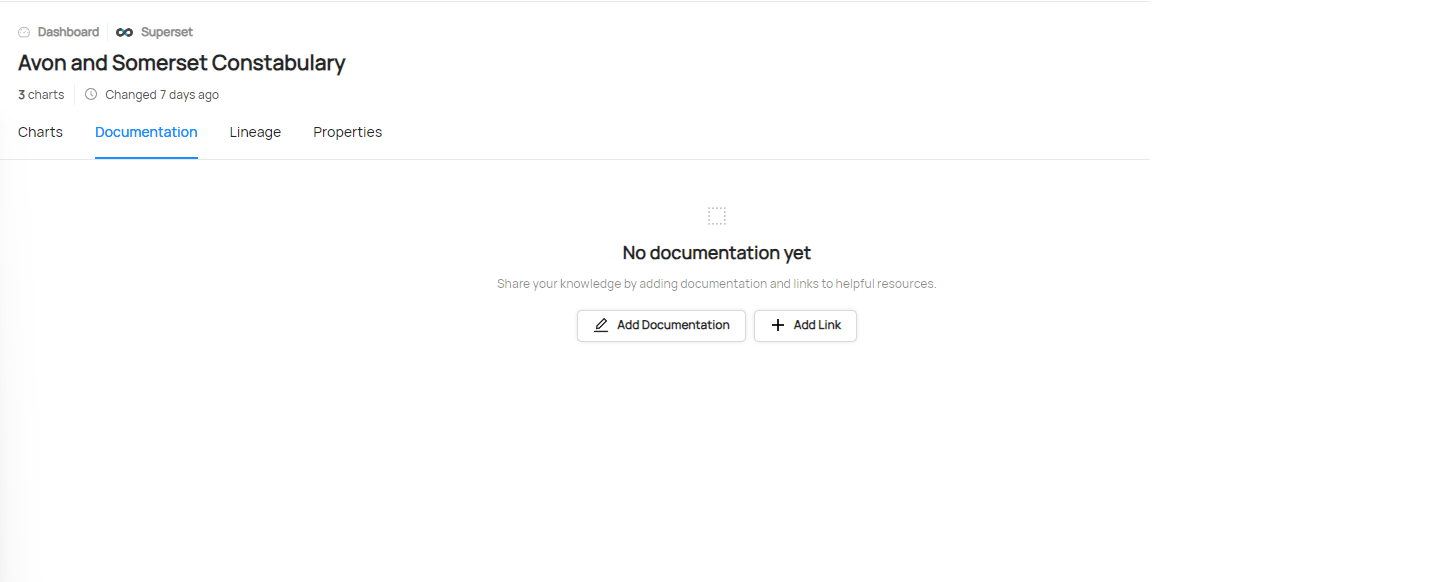 Dashboard Superset
Avon and Somerset Constabulary
3 charts Changed 7 days ago
Charts Documentation Lineage Properties
No documentation yet
Share your knowledge by adding documentation and links to helpful resources.
Add Documentation Add Link